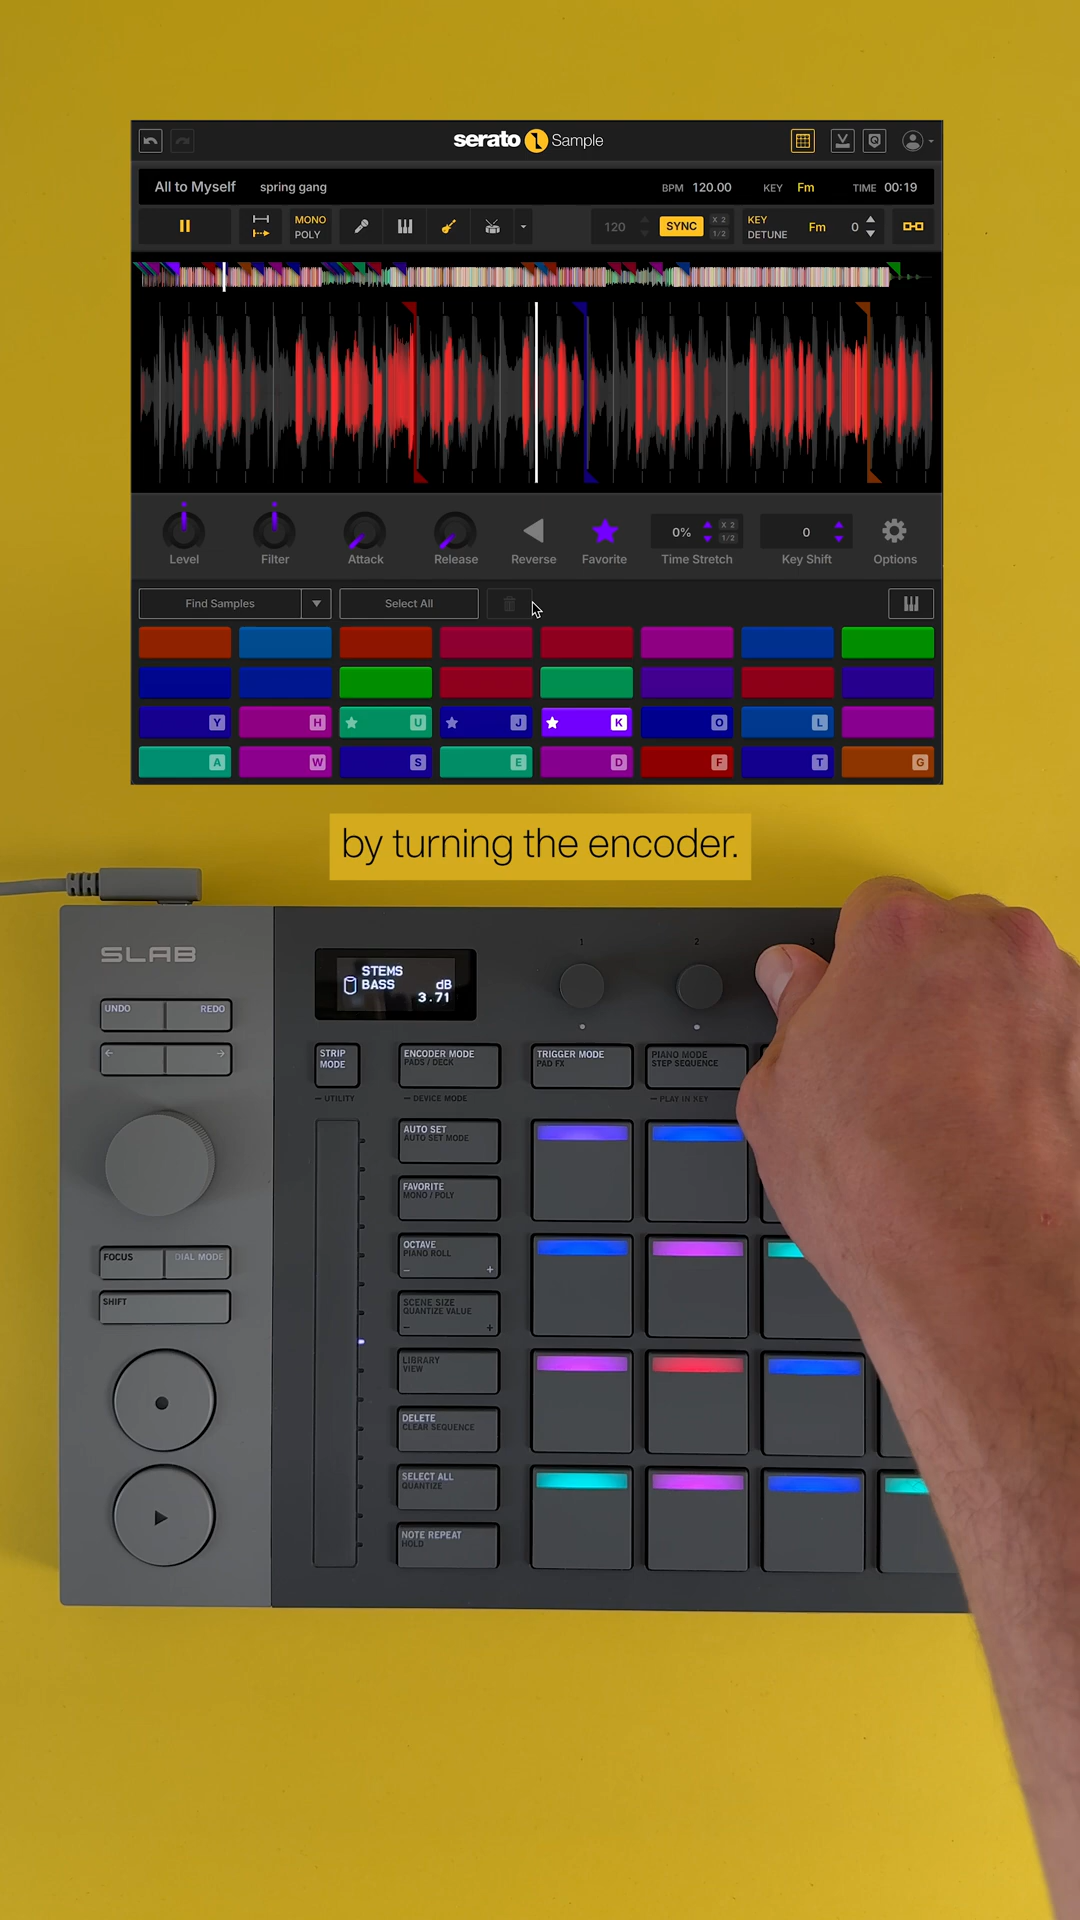 serato Sample
All to Myself spring gang BPM 120.00 KEY Fm TIME 00:19
MONO
POLY
120 SYNC X 2
1/2
KEY
DETUNE Fm 0
Level Filter Attack Release Reverse Favorite
0% X 2
1/2
Time Stretch
0
Key Shift Options
Find Samples Select All
Y H U J K O L
A W S E D F T G
by turning the encoder.
SLAB
UNDO REDO
FOCUS DIAL MODE
SHIFT
STEMS
BASS dB
3.71
1 2 3
STRIP
MODE
– UTILITY
ENCODER MODE
PADS / DECK
– DEVICE MODE
TRIGGER MODE
PAD FX
PIANO MODE
STEP SEQUENCE
– PLAY IN KEY
AUTO SET
AUTO SET MODE
FAVORITE
MONO / POLY
OCTAVE
PIANO ROLL
– +
SCENE SIZE
QUANTIZE VALUE
– +
LIBRARY
VIEW
DELETE
CLEAR SEQUENCE
SELECT ALL
QUANTIZE
NOTE REPEAT
HOLD